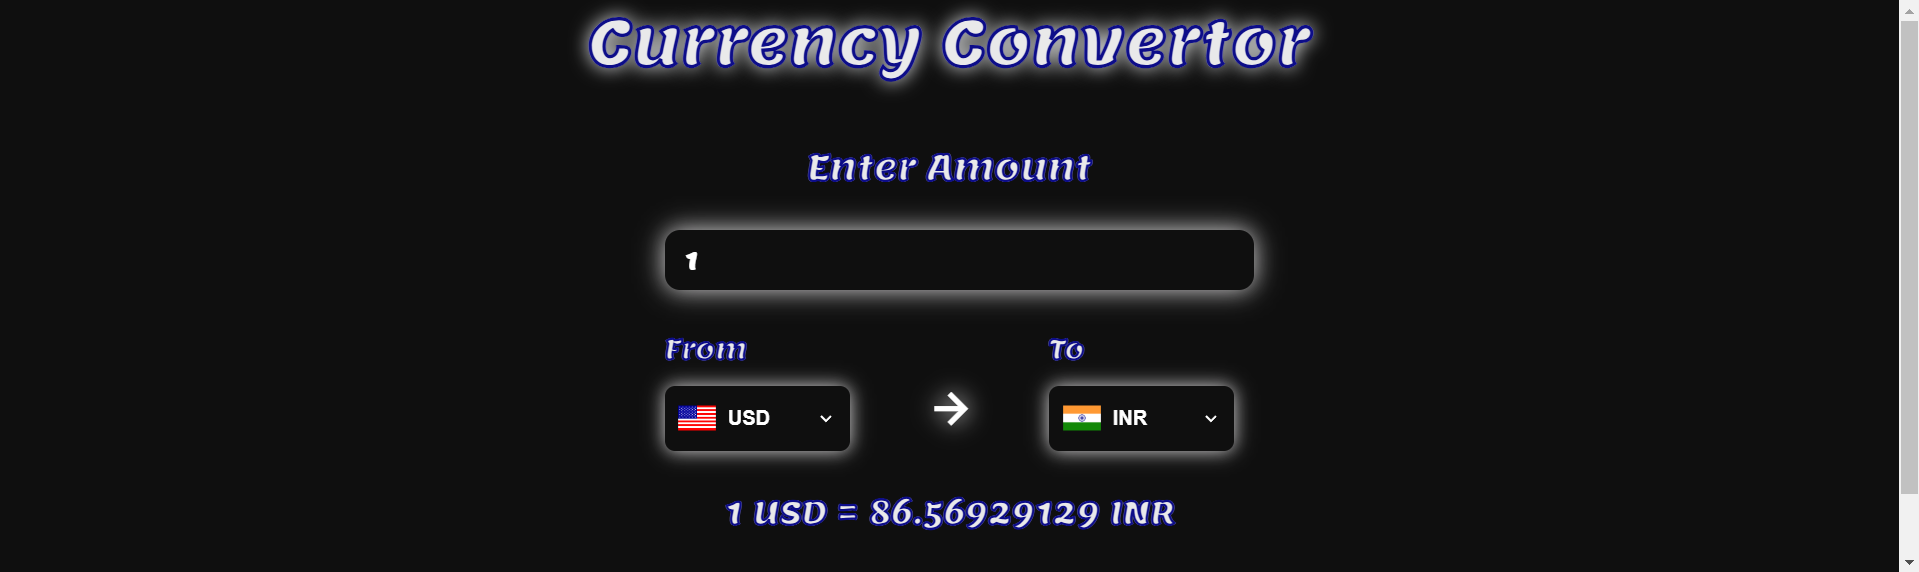 Currency Convertor
Enter Amount
1
From To
USD INR
1 USD = 86.56929129 INR